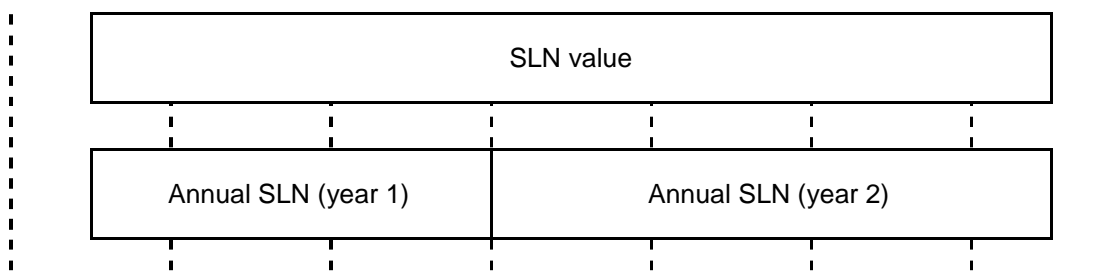 SLN value
Annual SLN (year 1)
Annual SLN (year 2)